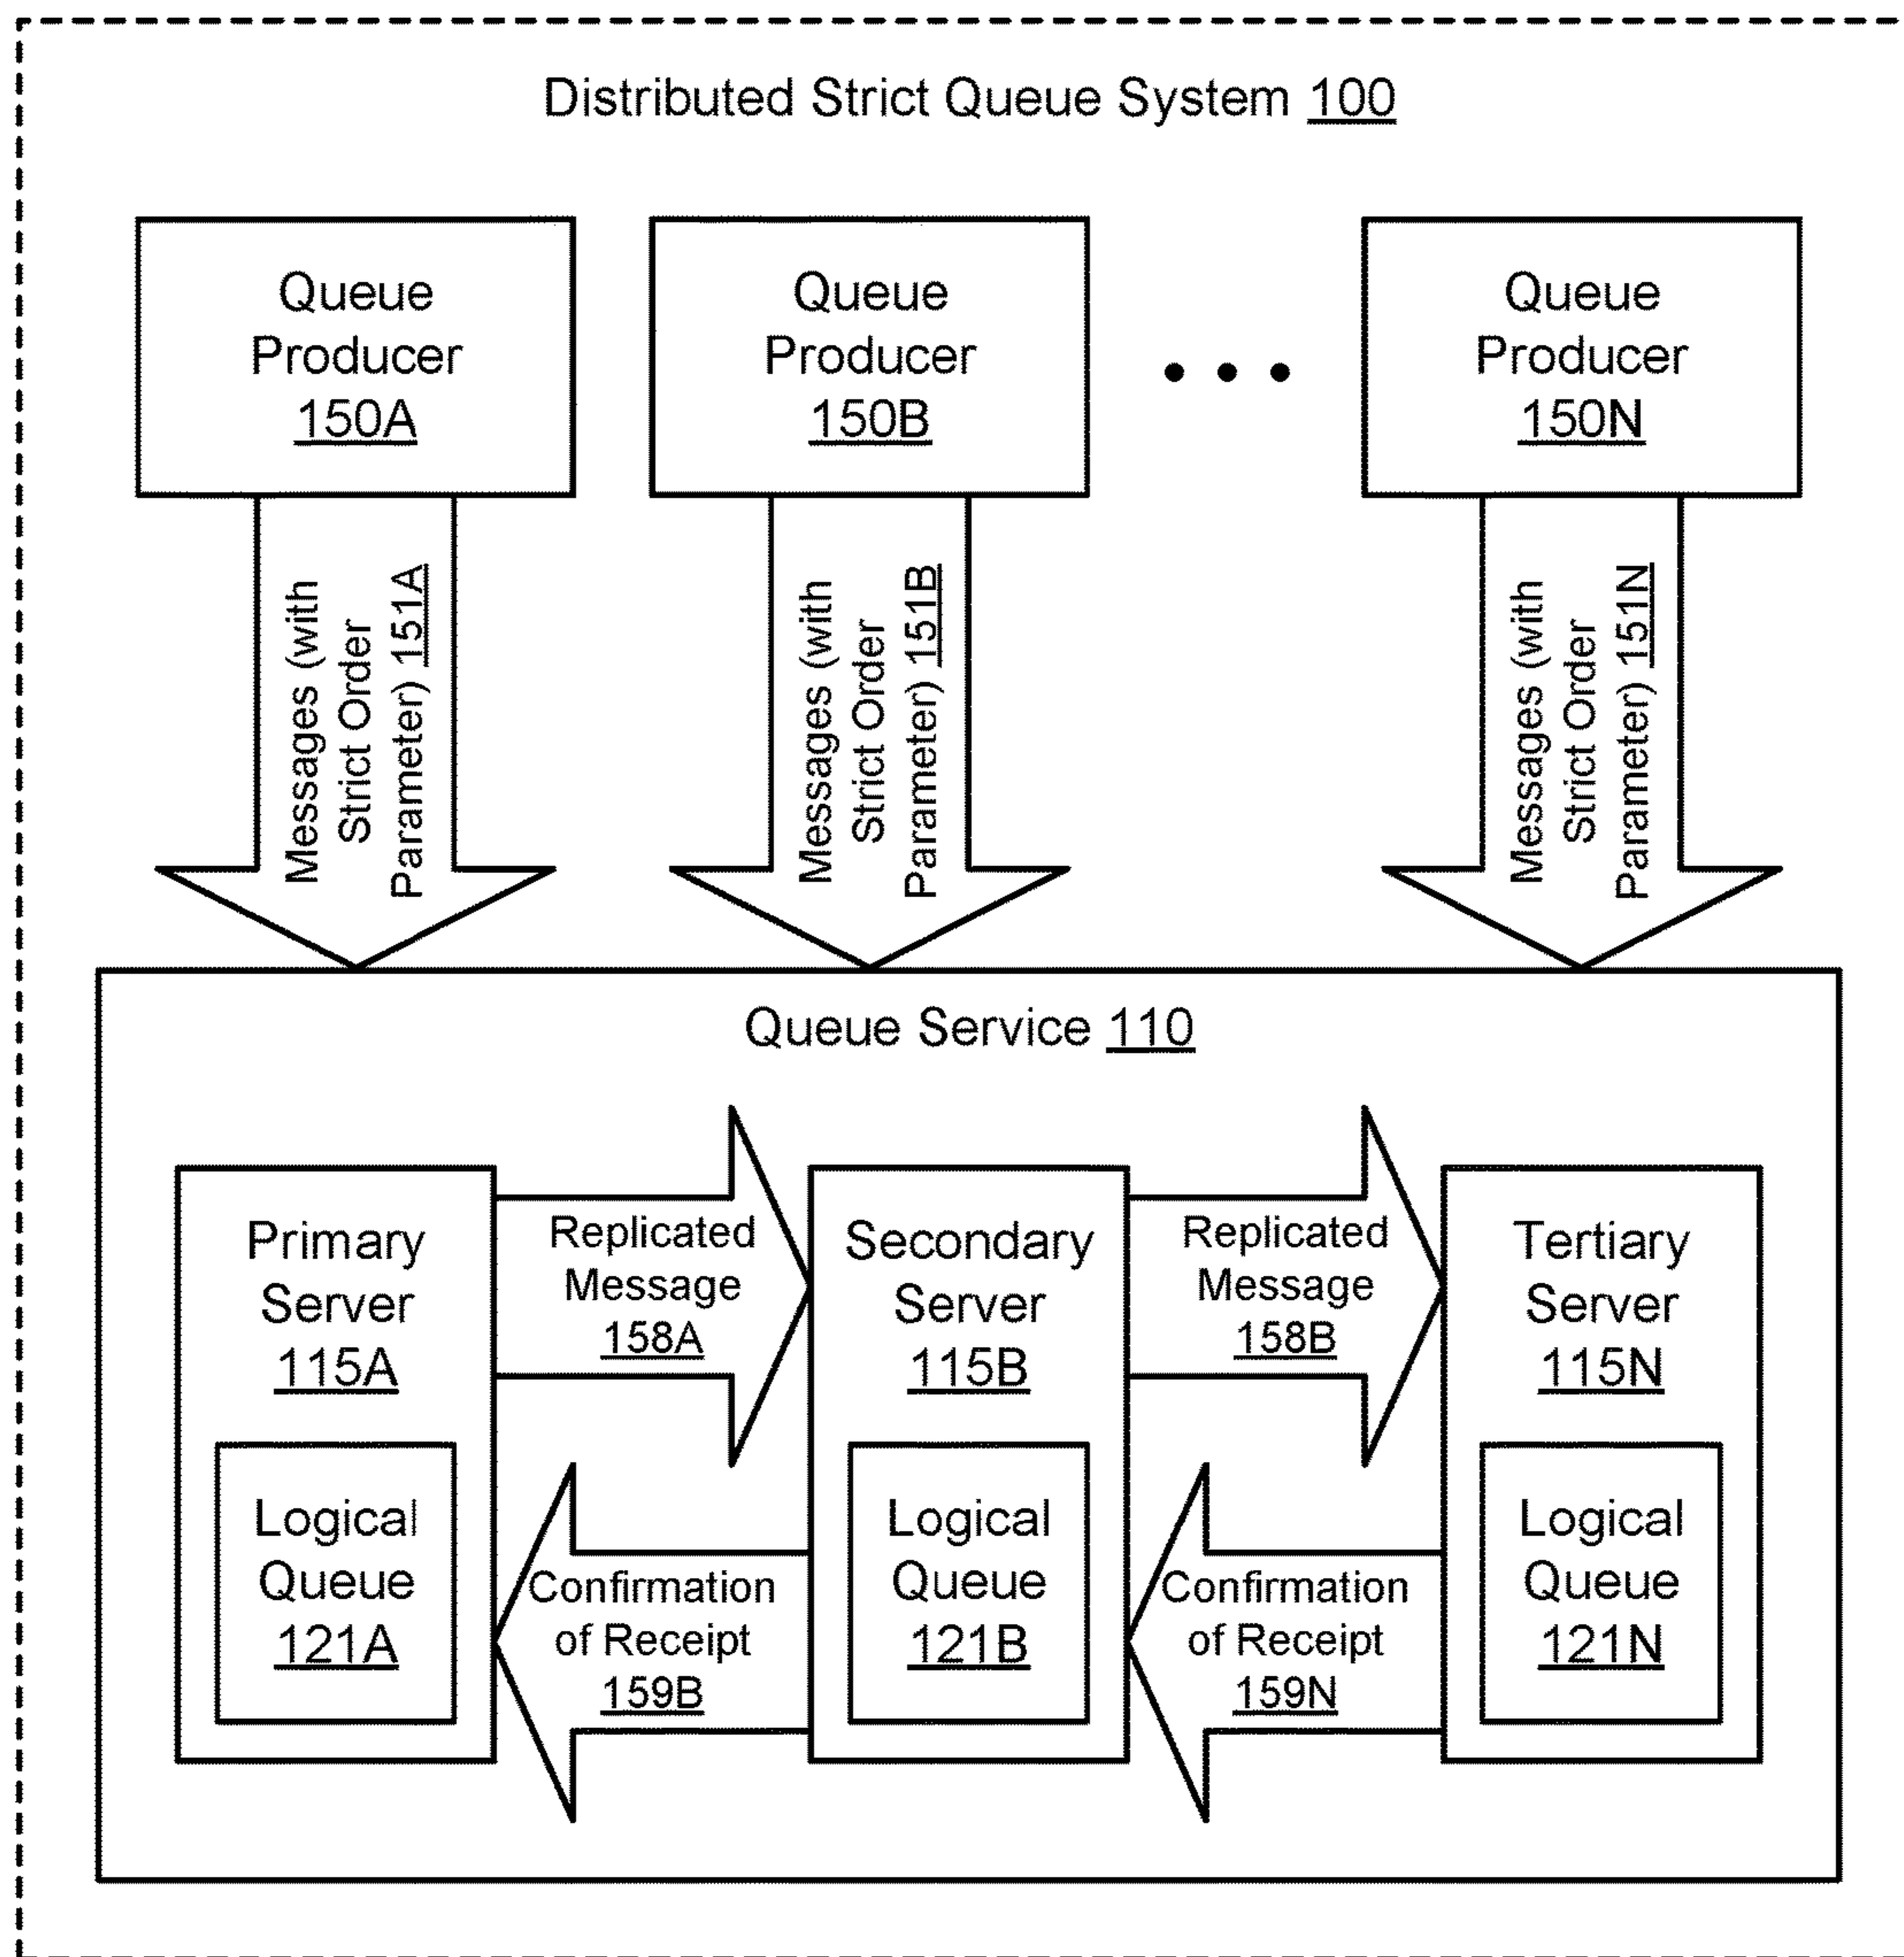 Distributed Strict Queue System 100
Queue
Producer
150A
Queue
Producer
150B
Queue
Producer
150N
Messages (with
Strict Order
Parameter) 151A
Messages (with
Strict Order
Parameter) 151B
Messages (with
Strict Order
Parameter) 151N
Queue Service 110
Primary
Server
115A
Replicated
Message
158A
Secondary
Server
115B
Replicated
Message
158B
Tertiary
Server
115N
Logical
Queue
121A
Confirmation
of Receipt
159B
Logical
Queue
121B
Confirmation
of Receipt
159N
Logical
Queue
121N